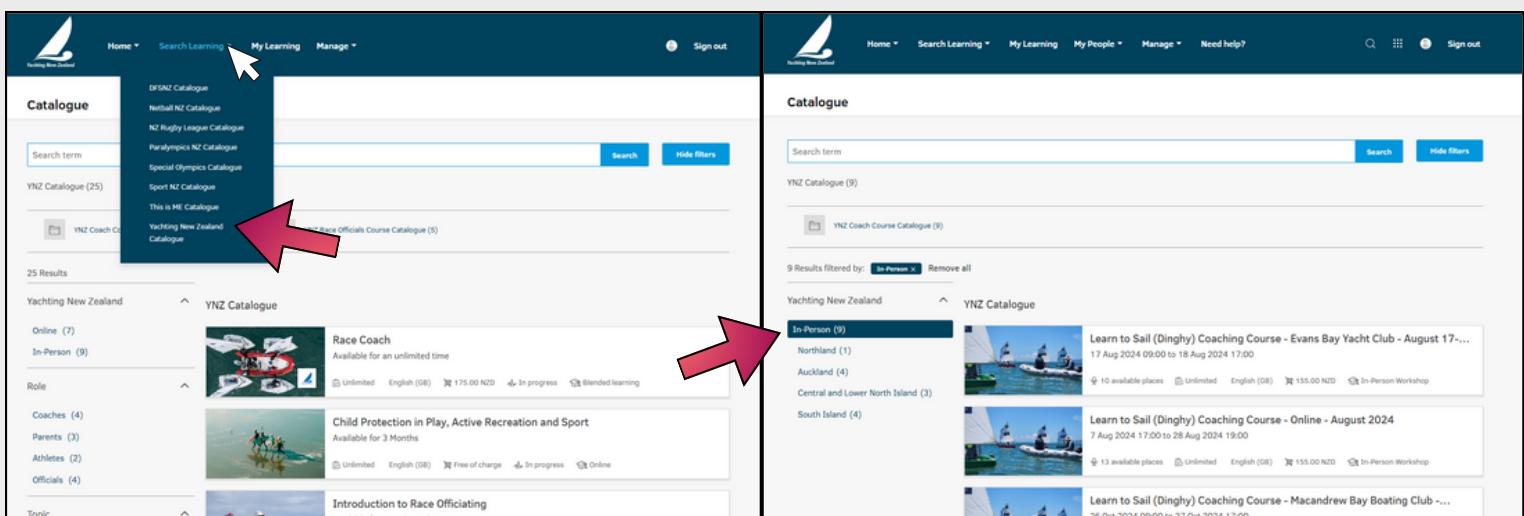 Yachting New Zealand
Home
Search Learning
My Learning
Manage
Sign out
DFSNZ Catalogue
Netball NZ Catalogue
NZ Rugby League Catalogue
Paralympics NZ Catalogue
Special Olympics Catalogue
Sport NZ Catalogue
This is ME Catalogue
Yachting New Zealand
Catalogue
Catalogue
Search term
Search
Hide filters
YNZ Catalogue (25)
YNZ Coach
Race Officials Course Catalogue (5)
25 Results
Yachting New Zealand
Online (7)
In-Person (9)
Role
Coaches (4)
Parents (3)
Athletes (2)
Officials (4)
Topic
YNZ Catalogue
Race Coach
Available for an unlimited time
Unlimited English (GB) 175.00 NZD In progress Blended learning
Child Protection in Play, Active Recreation and Sport
Available for 3 Months
Unlimited English (GB) Free of charge In progress Online
Introduction to Race Officiating
Yachting New Zealand
Home
Search Learning
My Learning
My People
Manage
Need help?
Sign out
Catalogue
Search term
Search
Hide filters
YNZ Catalogue (9)
YNZ Coach Course Catalogue (9)
9 Results filtered by: In-Person x Remove all
Yachting New Zealand
In-Person (9)
Northland (1)
Auckland (4)
Central and Lower North Island (3)
South Island (4)
YNZ Catalogue
Learn to Sail (Dinghy) Coaching Course - Evans Bay Yacht Club - August 17-...
17 Aug 2024 09:00 to 18 Aug 2024 17:00
10 available places Unlimited English (GB) 155.00 NZD In-Person Workshop
Learn to Sail (Dinghy) Coaching Course - Online - August 2024
7 Aug 2024 17:00 to 28 Aug 2024 19:00
13 available places Unlimited English (GB) 155.00 NZD In-Person Workshop
Learn to Sail (Dinghy) Coaching Course - Macandrew Bay Boating Club -...
26 Oct 2024 09:00 to 27 Oct 2024 17:00